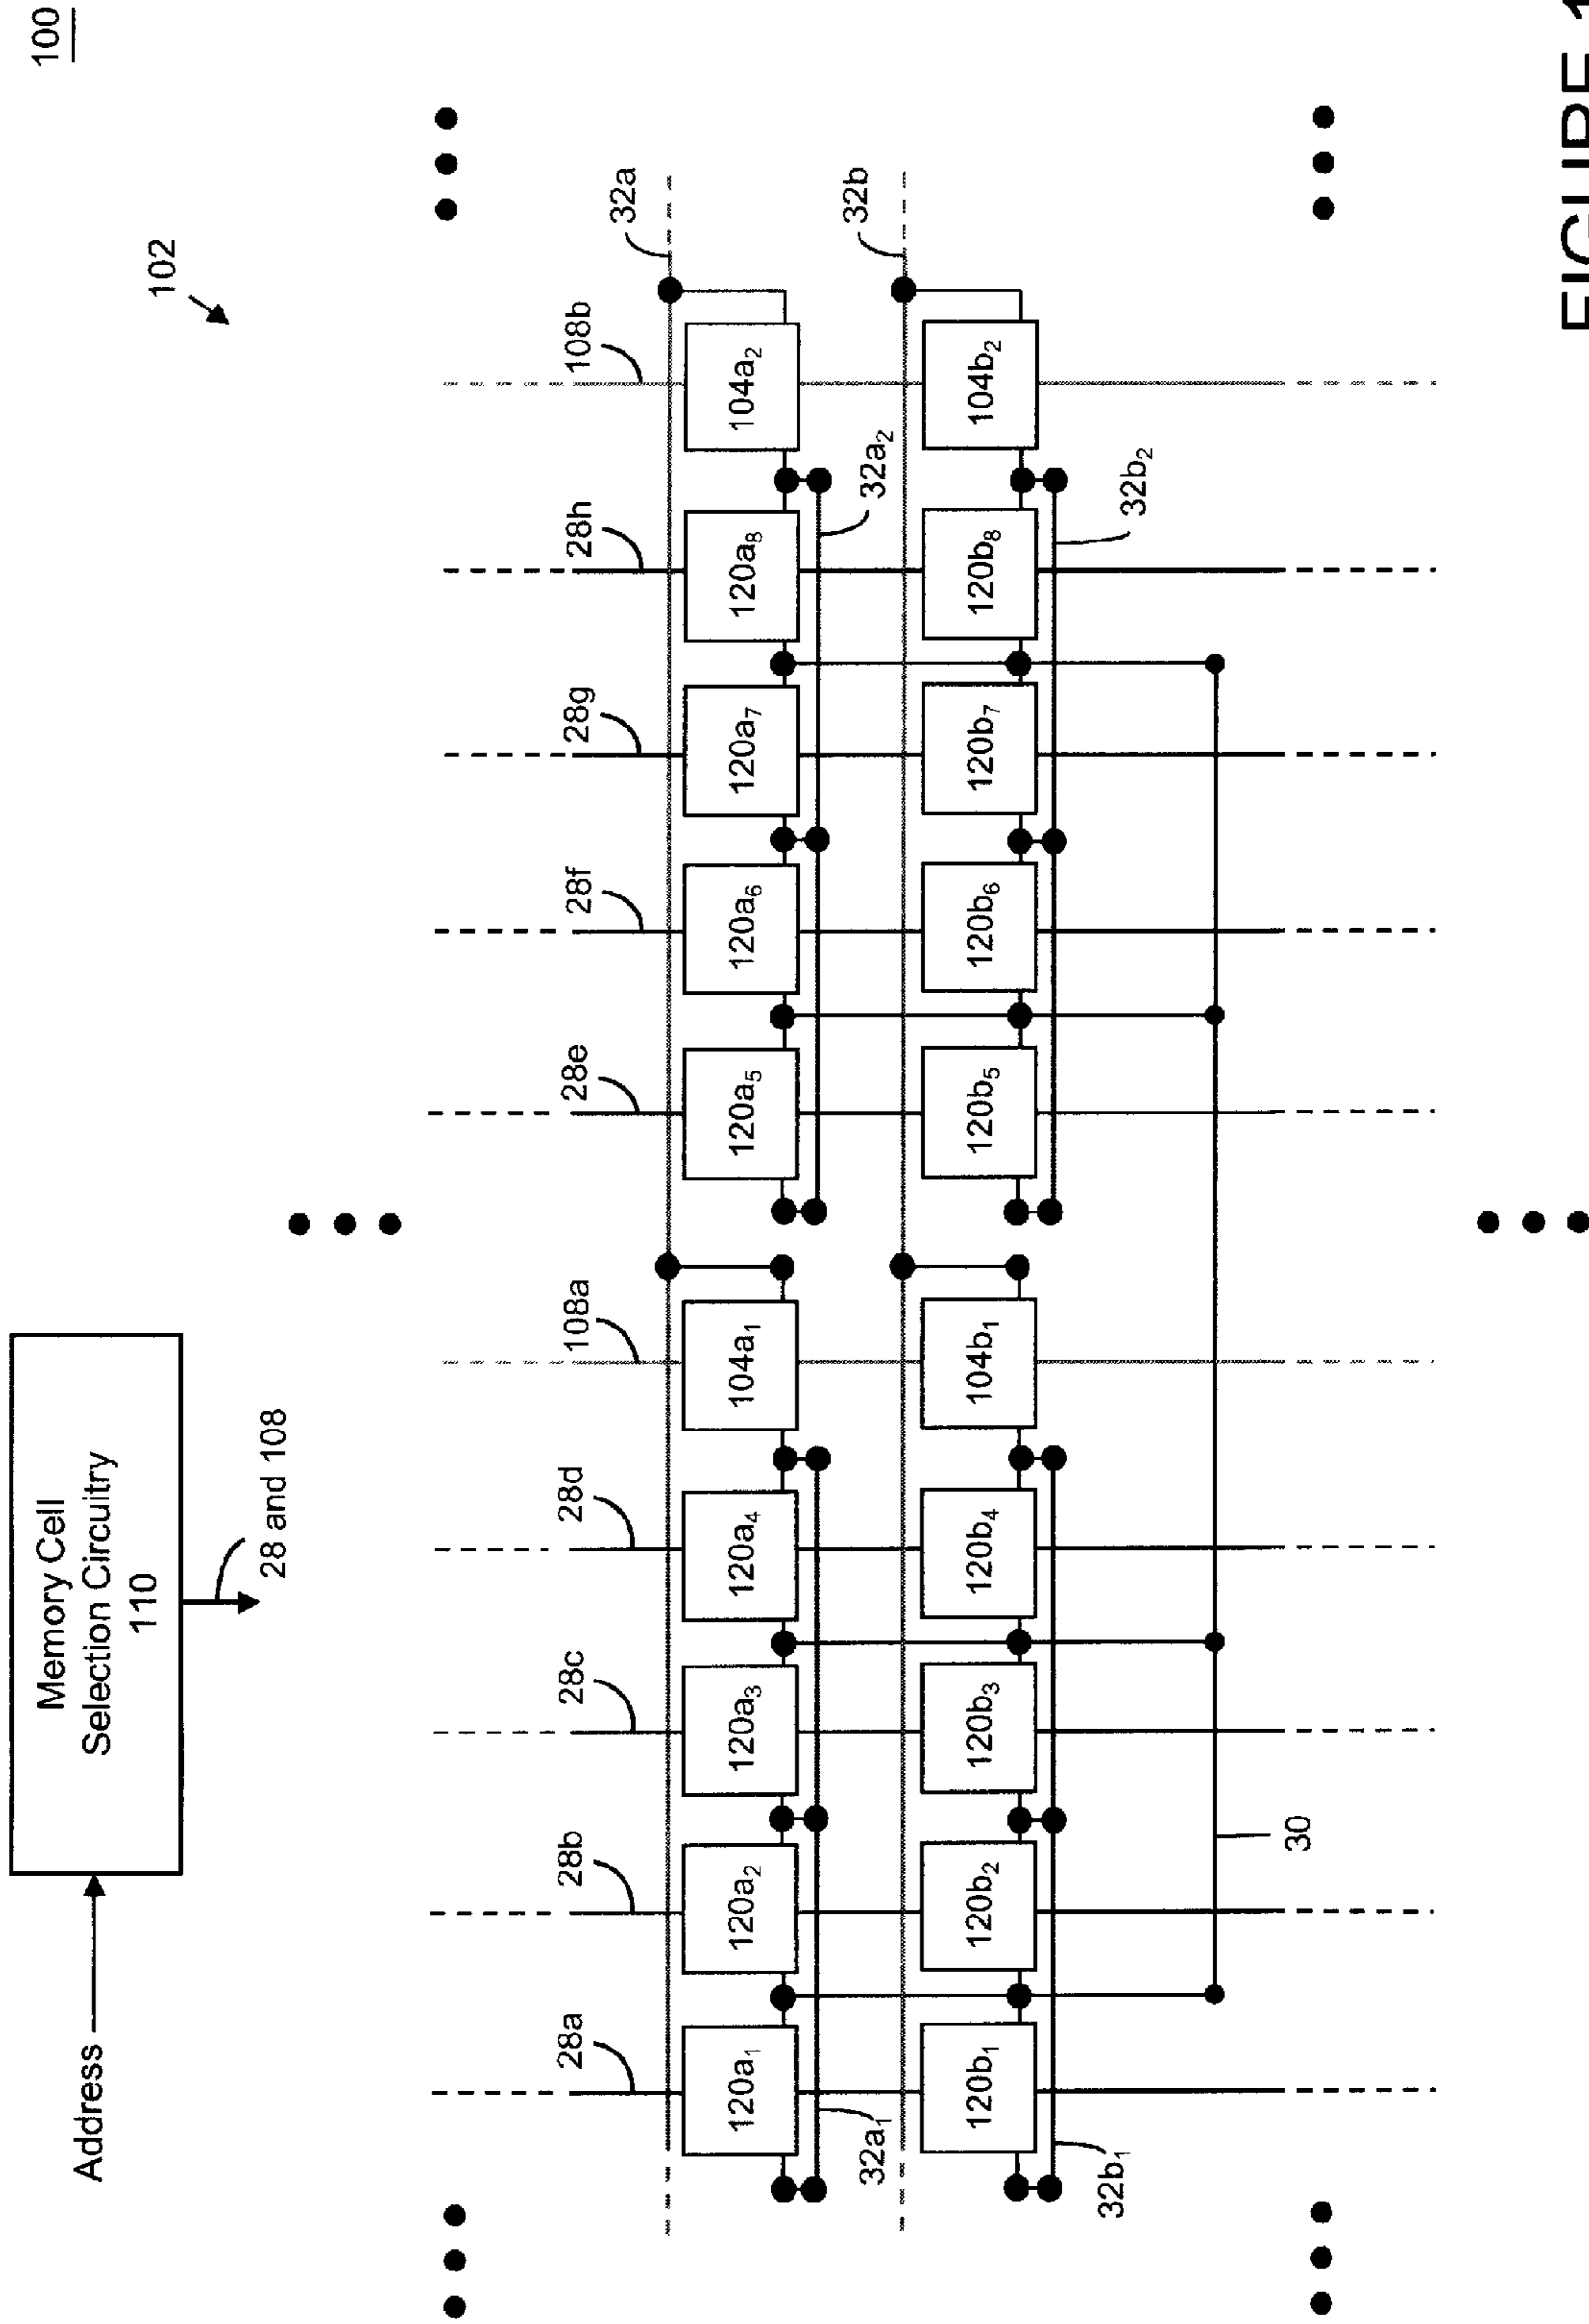 100
Memory Cell
Selection Circuitry
110
Address
28 and 108
102
28a
28b
28c
28d
108a
28e
28f
28g
28h
108b
32a
120a1
120a2
120a3
120a4
104a1
120a5
120a6
120a7
120a8
104a2
32a1
32a2
32b
120b1
120b2
120b3
120b4
104b1
120b5
120b6
120b7
120b8
104b2
32b1
32b2
30
FIGURE 1